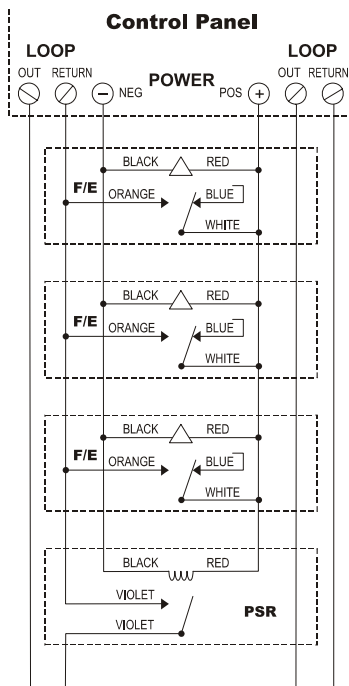 Control Panel
LOOP LOOP
OUT RETURN POWER OUT RETURN
− NEG POS +
BLACK RED
F/E ORANGE BLUE
WHITE
BLACK RED
F/E ORANGE BLUE
WHITE
BLACK RED
F/E ORANGE BLUE
WHITE
BLACK RED
VIOLET
VIOLET PSR